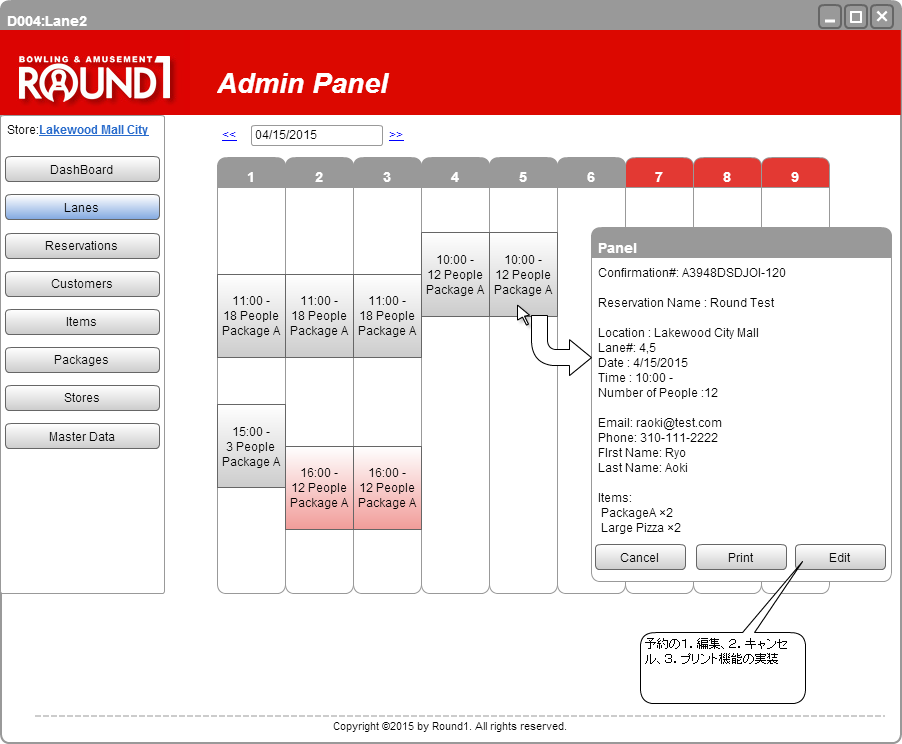 D004:Lane2
BOWLING & AMUSEMENT
ROUND1
Admin Panel
Store:Lakewood Mall City
<< 04/15/2015 >>
DashBoard
Lanes
Reservations
Customers
Items
Packages
Stores
Master Data
1 2 3 4 5 6 7 8 9
10:00 -
12 People
Package A
10:00 -
12 People
Package A
11:00 -
18 People
Package A
11:00 -
18 People
Package A
11:00 -
18 People
Package A
15:00 -
3 People
Package A
16:00 -
12 People
Package A
16:00 -
12 People
Package A
Panel
Confirmation#: A3948DSDJOI-120
Reservation Name : Round Test
Location : Lakewood City Mall
Lane#: 4,5
Date : 4/15/2015
Time : 10:00 -
Number of People :12
Email: raoki@test.com
Phone: 310-111-2222
FIrst Name: Ryo
Last Name: Aoki
Items:
PackageA ×2
Large Pizza ×2
Cancel Print Edit
予約の1. 編集、2. キャンセ
ル、3. プリント機能の実装
Copyright ©2015 by Round1. All rights reserved.